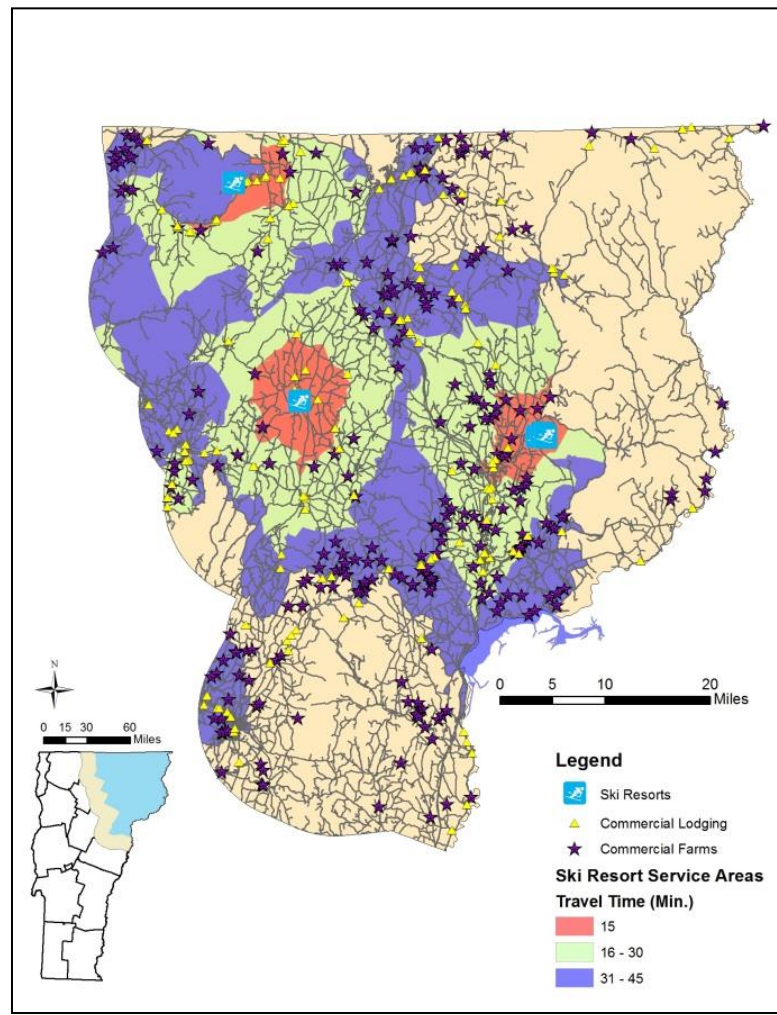 N
0 5 10 20
Miles
0 15 30 60
Miles
Legend
Ski Resorts
Commercial Lodging
Commercial Farms
Ski Resort Service Areas
Travel Time (Min.)
15
16 - 30
31 - 45